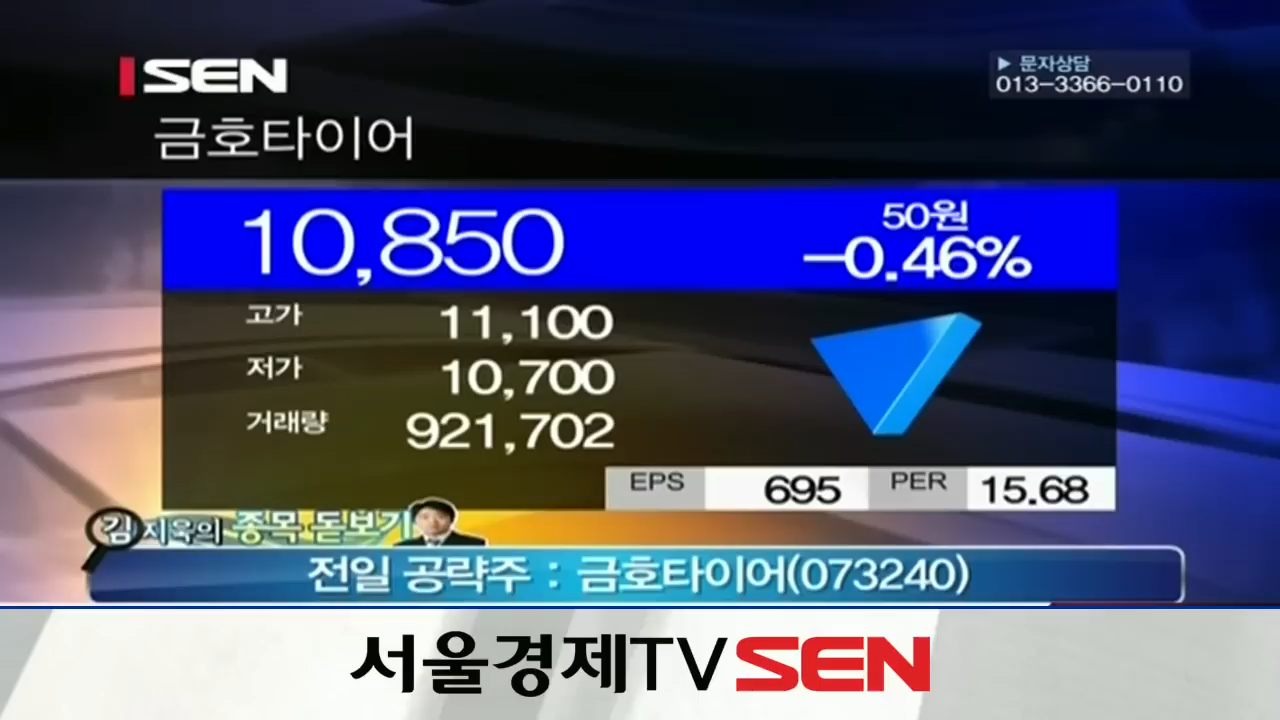 SEN
▶ 문자상담
013-3366-0110
금호타이어
10,850
50원
-0.46%
고가 11,100
저가 10,700
거래량 921,702
EPS 695 PER 15.68
김지욱의 종목 돋보기
전일 공략주 : 금호타이어(073240)
서울경제TV SEN